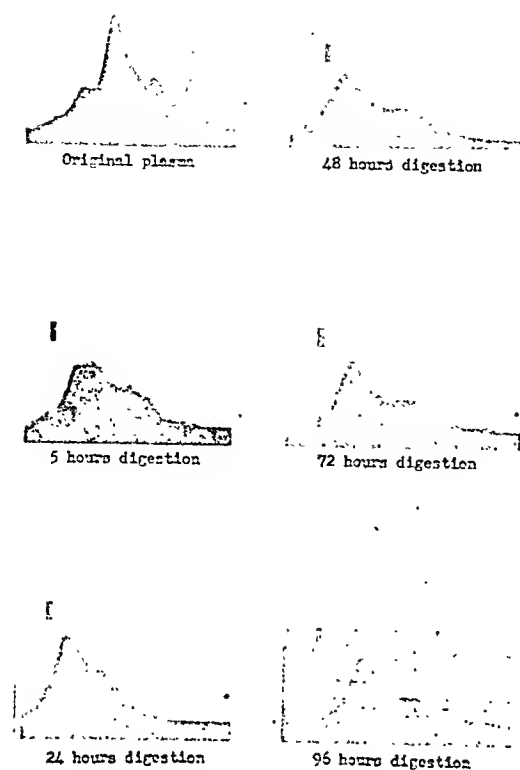 Original plasma
48 hours digestion
5 hours digestion
72 hours digestion
24 hours digestion
96 hours digestion